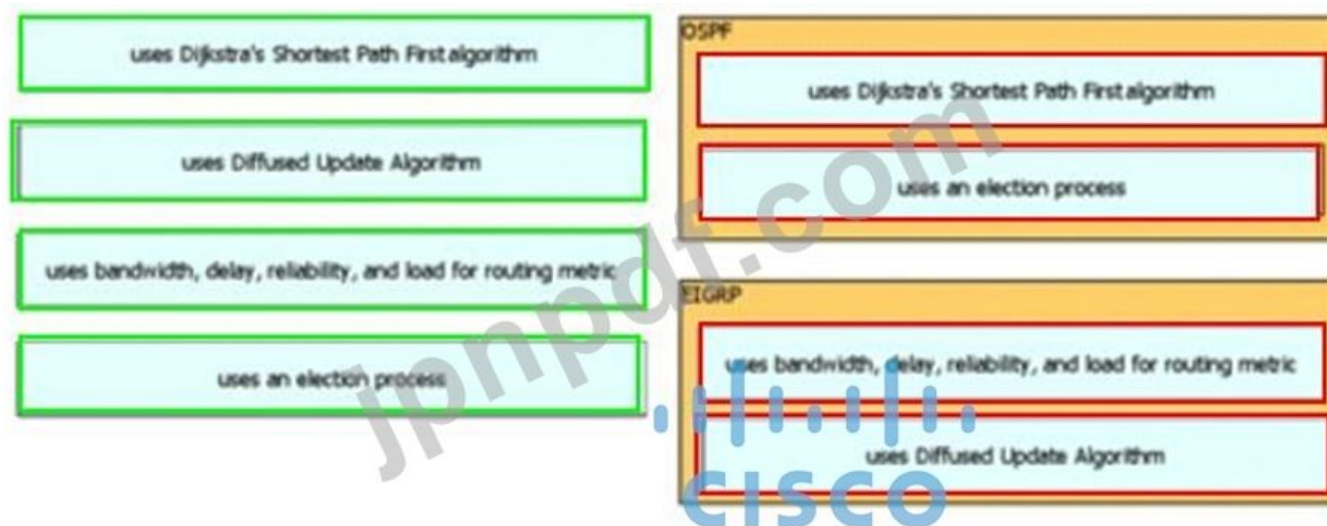 uses Dijkstra's Shortest Path First algorithm
uses Diffused Update Algorithm
uses bandwidth, delay, reliability, and load for routing metric
uses an election process
OSPF
uses Dijkstra's Shortest Path First algorithm
uses an election process
EIGRP
uses bandwidth, delay, reliability, and load for routing metric
uses Diffused Update Algorithm
jpnpdf.com
CISCO